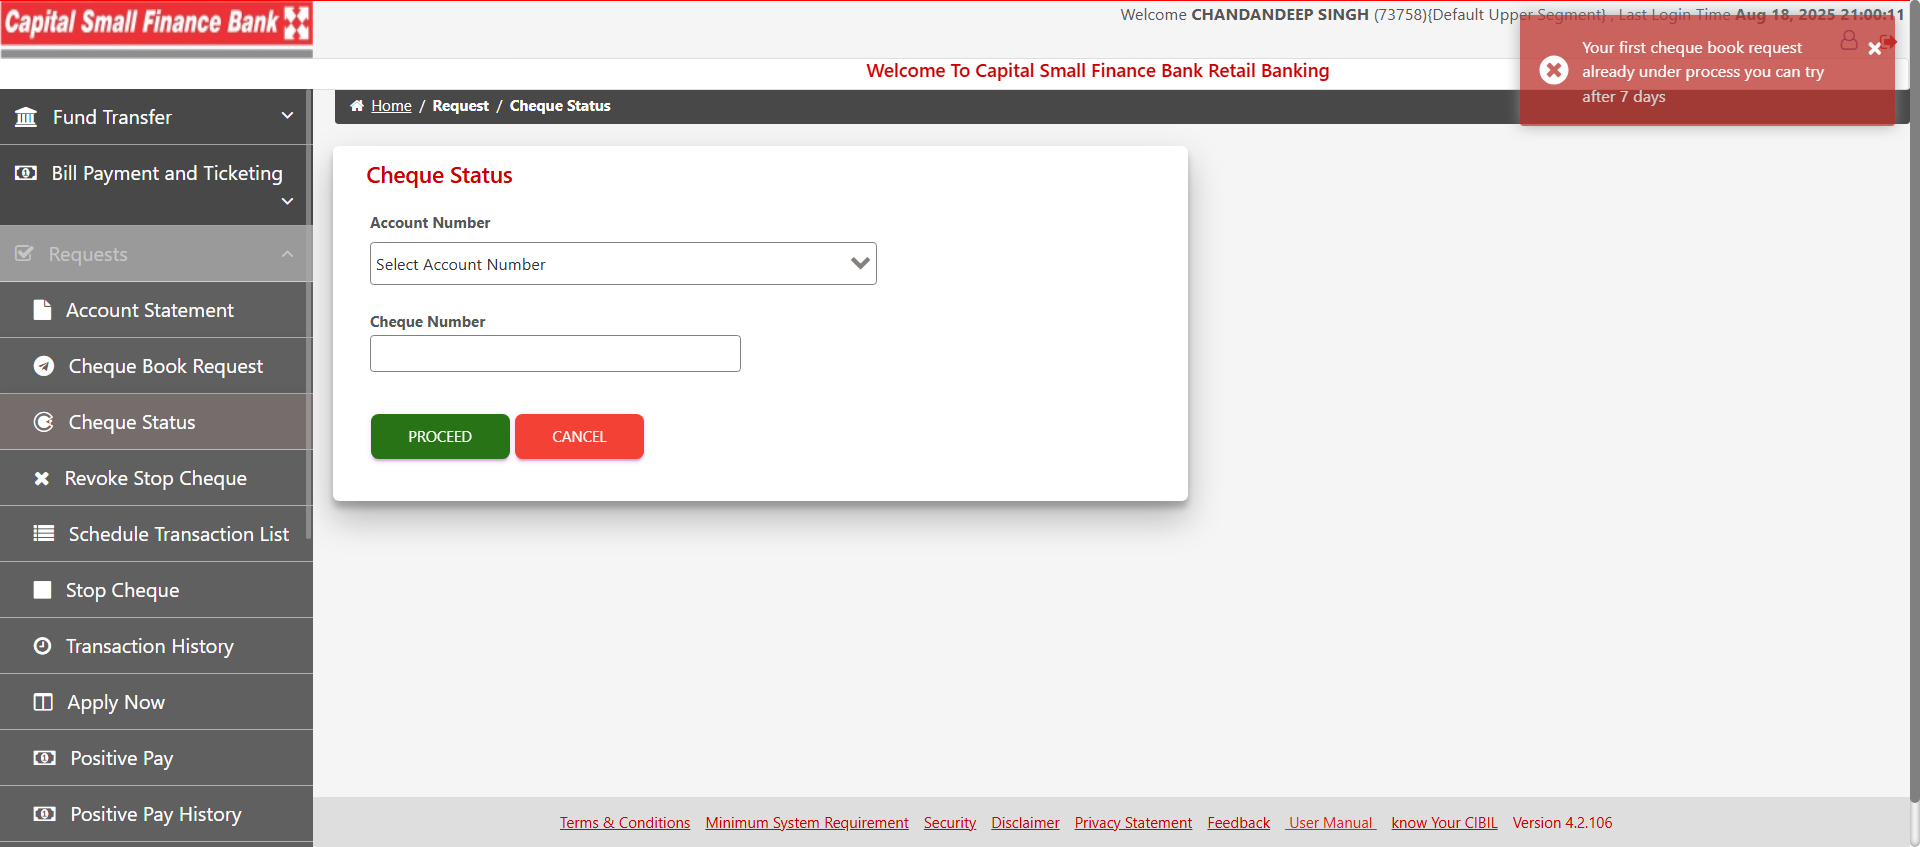 Capital Small Finance Bank
Welcome CHANDANDEEP SINGH (73758){Default Upper Segment} , Last Login Time Aug 18, 2025 21:00:11
Your first cheque book request
already under process you can try
after 7 days
Welcome To Capital Small Finance Bank Retail Banking
Home / Request / Cheque Status
Fund Transfer
Bill Payment and Ticketing
Requests
Account Statement
Cheque Book Request
Cheque Status
Revoke Stop Cheque
Schedule Transaction List
Stop Cheque
Transaction History
Apply Now
Positive Pay
Positive Pay History
Cheque Status
Account Number
Select Account Number
Cheque Number
PROCEED CANCEL
Terms & Conditions Minimum System Requirement Security Disclaimer Privacy Statement Feedback User Manual know Your CIBIL Version 4.2.106